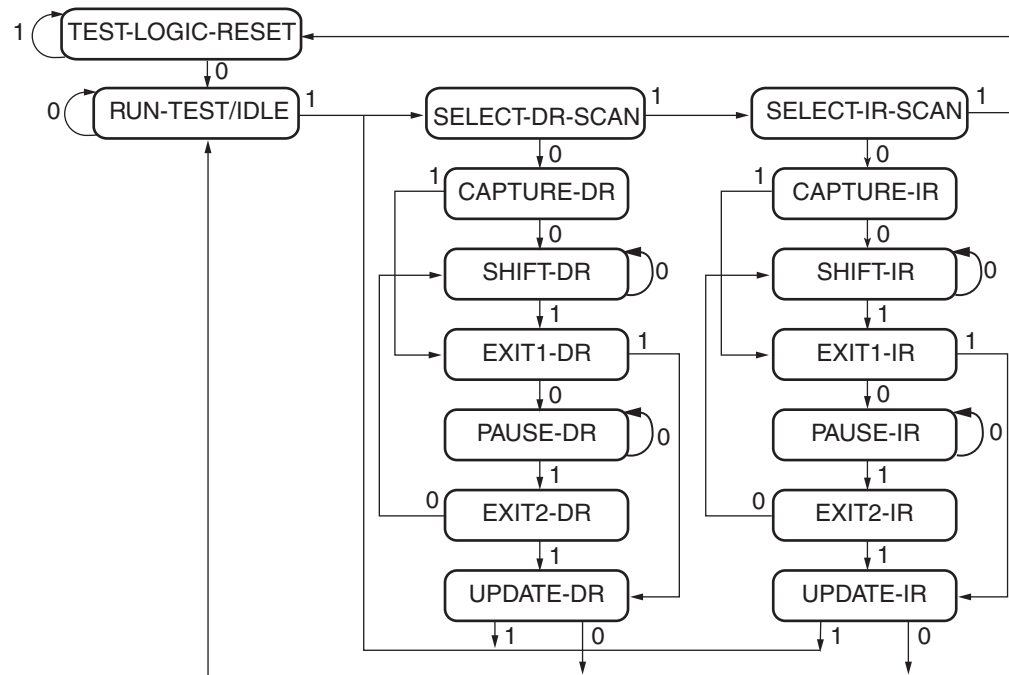 1 TEST-LOGIC-RESET
0
0 RUN-TEST/IDLE 1
SELECT-DR-SCAN 1
SELECT-IR-SCAN 1
0
0
1 CAPTURE-DR
1 CAPTURE-IR
0
0
SHIFT-DR 0
SHIFT-IR 0
1
1
EXIT1-DR 1
EXIT1-IR 1
0
0
PAUSE-DR 0
PAUSE-IR 0
1
1
0 EXIT2-DR
0 EXIT2-IR
1
1
UPDATE-DR
UPDATE-IR
1 0
1 0